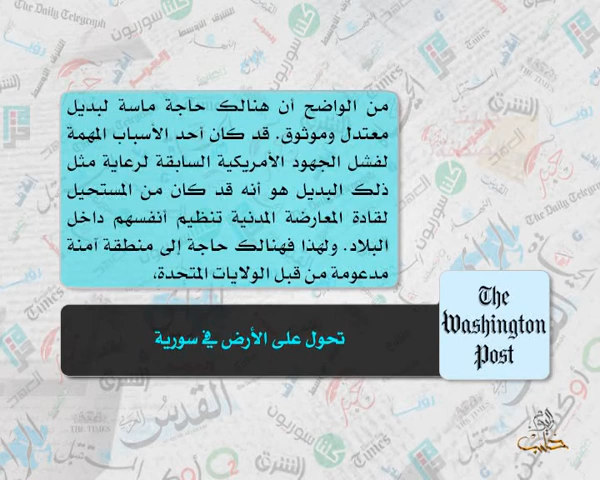 من الواضح أن هنالك حاجة ماسة لبديل
معتدل وموثوق. قد كان أحد الأسباب المهمة
لفشل الجهود الأمريكية السابقة لرعاية مثل
ذلك البديل هو أنه قد كان من المستحيل
لقادة المعارضة المدنية تنظيم أنفسهم داخل
البلاد. ولهذا فهنالك حاجة إلى منطقة آمنة
مدعومة من قبل الولايات المتحدة،
The
Washington
Post
تحول على الأرض في سورية